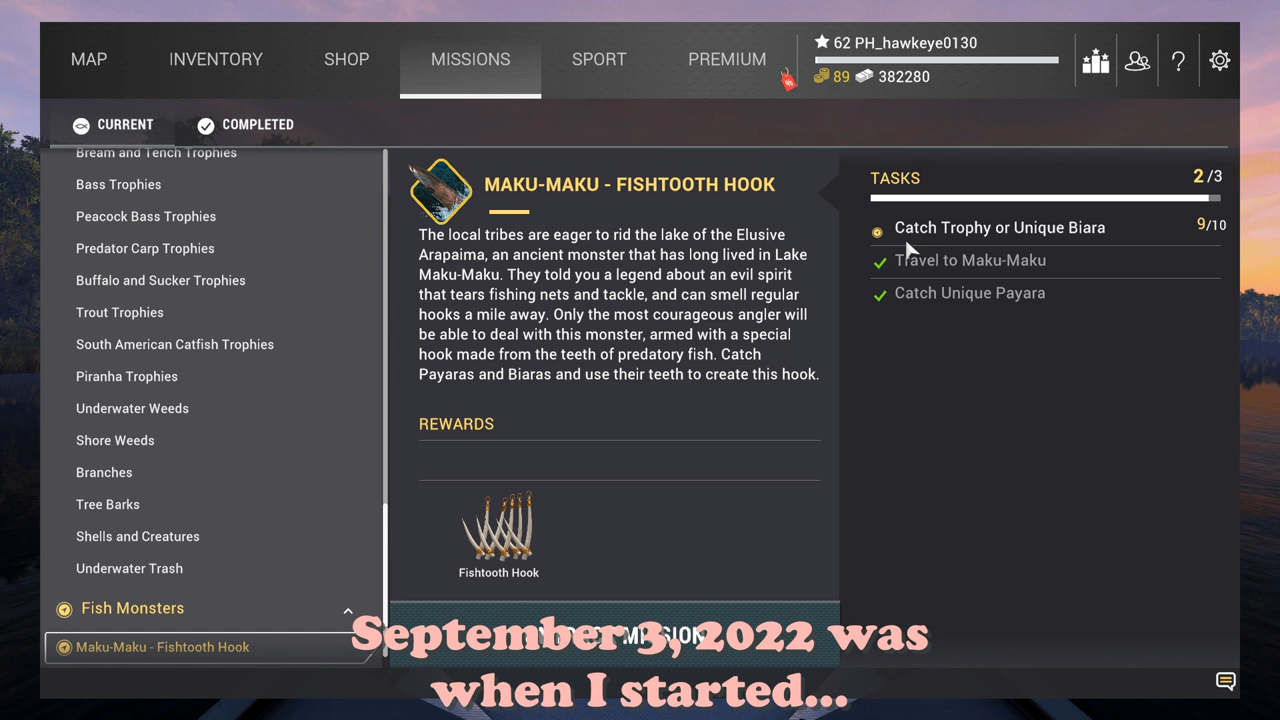 MAP
INVENTORY
SHOP
MISSIONS
SPORT
PREMIUM
62 PH_hawkeye0130
89 382280
CURRENT
COMPLETED
Bream and Tench Trophies
Bass Trophies
Peacock Bass Trophies
Predator Carp Trophies
Buffalo and Sucker Trophies
Trout Trophies
South American Catfish Trophies
Piranha Trophies
Underwater Weeds
Shore Weeds
Branches
Tree Barks
Shells and Creatures
Underwater Trash
Fish Monsters
Maku-Maku - Fishtooth Hook
MAKU-MAKU - FISHTOOTH HOOK
The local tribes are eager to rid the lake of the Elusive
Arapaima, an ancient monster that has long lived in Lake
Maku-Maku. They told you a legend about an evil spirit
that tears fishing nets and tackle, and can smell regular
hooks a mile away. Only the most courageous angler will
be able to deal with this monster, armed with a special
hook made from the teeth of predatory fish. Catch
Payaras and Biaras and use their teeth to create this hook.
REWARDS
Fishtooth Hook
TASKS
2 /3
Catch Trophy or Unique Biara
9/10
Travel to Maku-Maku
Catch Unique Payara
September 3, 2022 was
when I started...